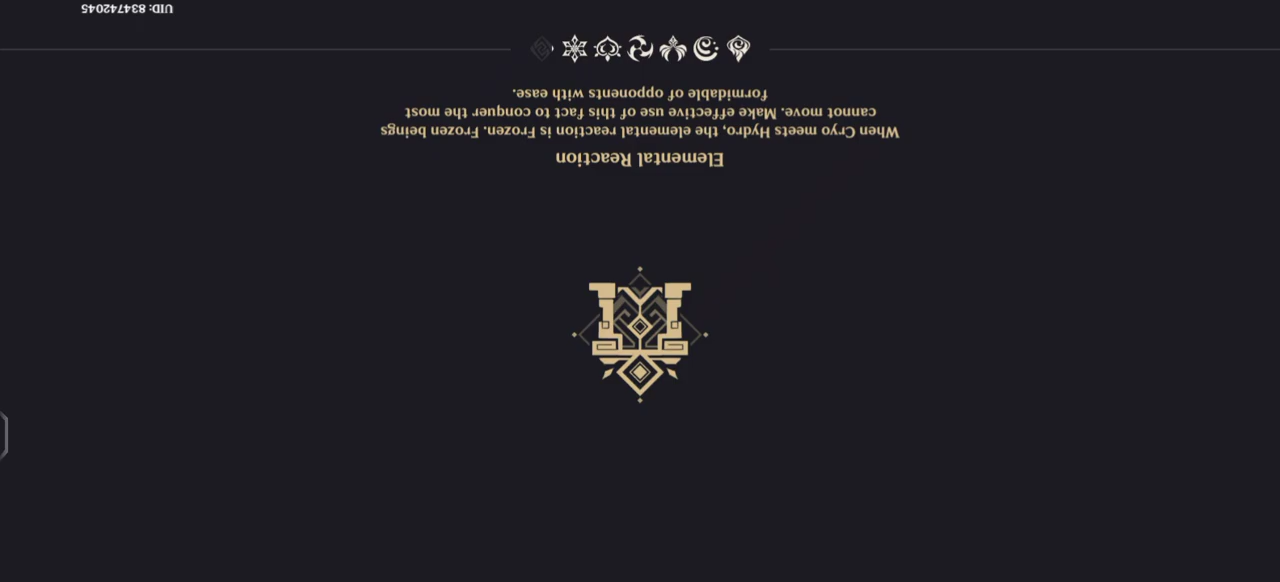 Elemental Reaction
When Cryo meets Hydro, the elemental reaction is Frozen. Frozen beings
cannot move. Make effective use of this fact to conquer the most
formidable of opponents with ease.
UID: 834742045